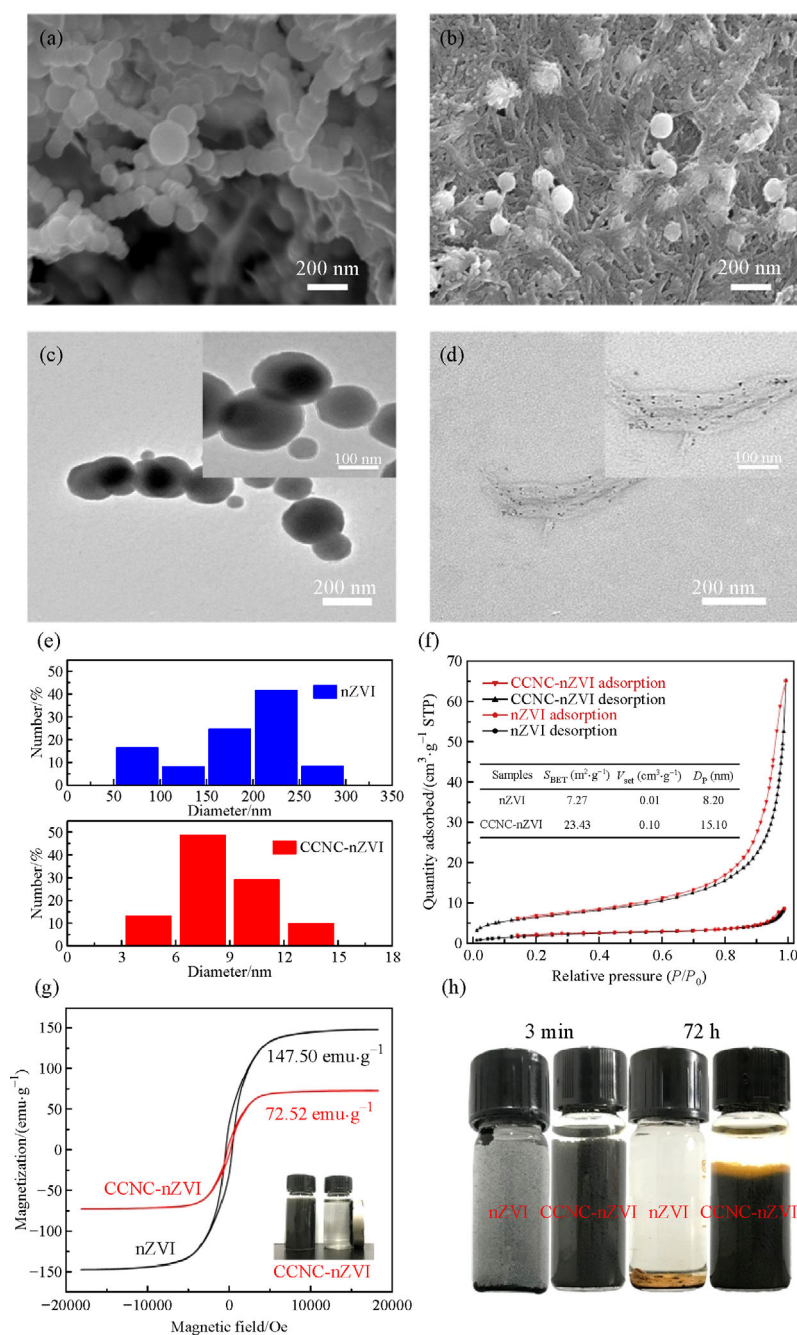 (a)
200 nm
(b)
200 nm
(c)
100 nm
200 nm
(d)
100 nm
200 nm
(e)
nZVI
Number/%
50
40
30
20
10
0
0 50 100 150 200 250 300 350
Diameter/nm
CCNC-nZVI
Number/%
50
40
30
20
10
0
0 3 6 9 12 15 18
Diameter/nm
(f)
CCNC-nZVI adsorption
CCNC-nZVI desorption
nZVI adsorption
nZVI desorption
Samples S_BET (m²·g⁻¹) V_set (cm³·g⁻¹) D_P (nm)
nZVI 7.27 0.01 8.20
CCNC-nZVI 23.43 0.10 15.10
Quantity adsorbed/(cm³·g⁻¹ STP)
70
65
60
50
40
30
20
10
0
0.0 0.2 0.4 0.6 0.8 1.0
Relative pressure (P/P₀)
(g)
147.50 emu·g⁻¹
72.52 emu·g⁻¹
CCNC-nZVI
nZVI
CCNC-nZVI
Magnetization/(emu·g⁻¹)
150
100
50
0
−50
−100
−150
−20000 −10000 0 10000 20000
Magnetic field/Oe
(h)
3 min 72 h
nZVI CCNC-nZVI nZVI CCNC-nZVI